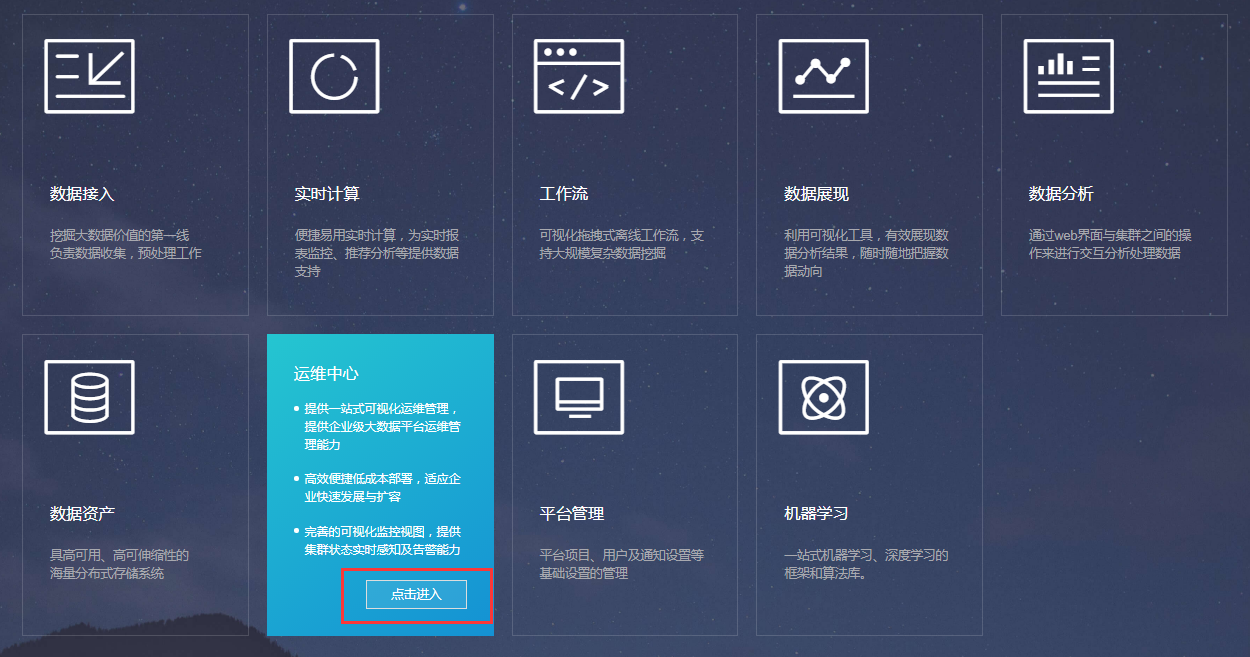 数据接入
挖掘大数据价值的第一线
负责数据收集，预处理工作
实时计算
便捷易用实时计算，为实时报
表监控、推荐分析等提供数据
支持
工作流
可视化拖拽式离线工作流，支
持大规模复杂数据挖掘
数据展现
利用可视化工具，有效展现数
据分析结果，随时随地把握数
据动向
数据分析
通过web界面与集群之间的操
作来进行交互分析处理数据
数据资产
具高可用、高可伸缩性的
海量分布式存储系统
运维中心
提供一站式可视化运维管理，
提供企业级大数据平台运维管
理能力
高效便捷低成本部署，适应企
业快速发展与扩容
完善的可视化监控视图，提供
集群状态实时感知及告警能力
点击进入
平台管理
平台项目、用户及通知设置等
基础设置的管理
机器学习
一站式机器学习、深度学习的
框架和算法库。